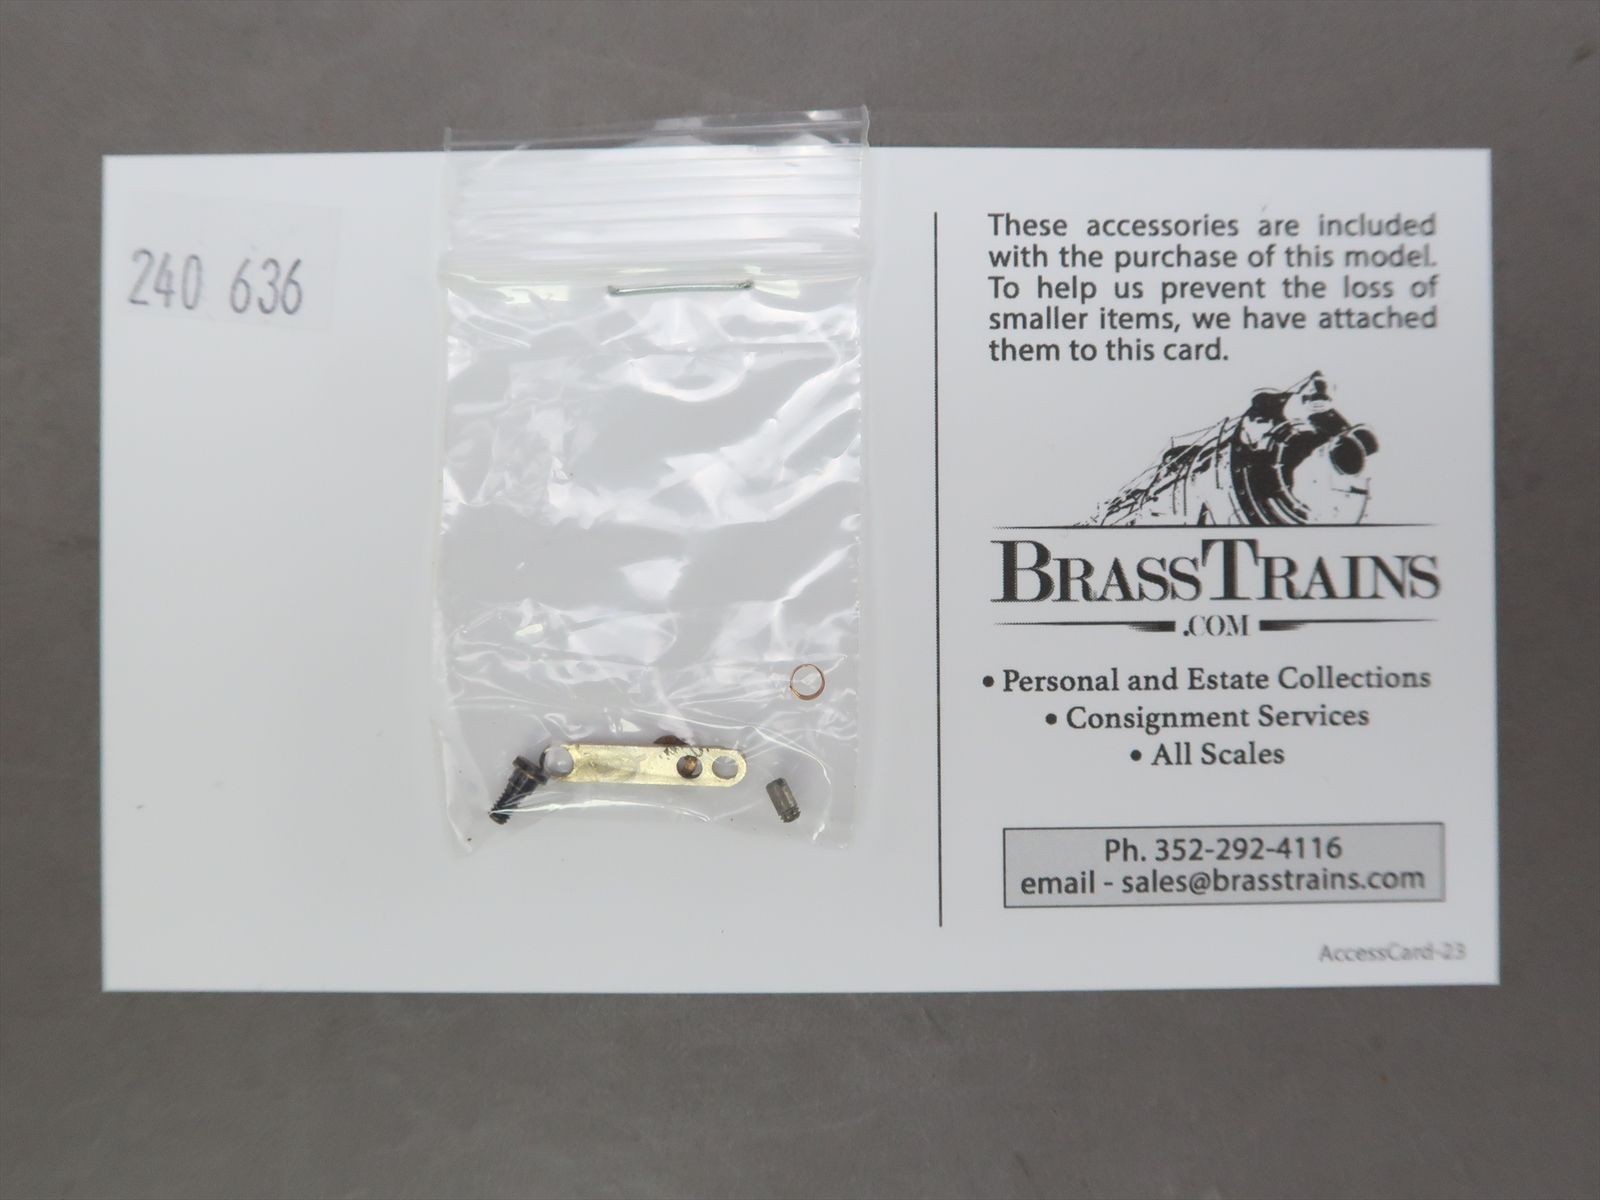 240 636
These accessories are included
with the purchase of this model.
To help us prevent the loss of
smaller items, we have attached
them to this card.
BRASSTRAINS
.COM
• Personal and Estate Collections
• Consignment Services
• All Scales
Ph. 352-292-4116
email - sales@brasstrains.com
AccessCard-23